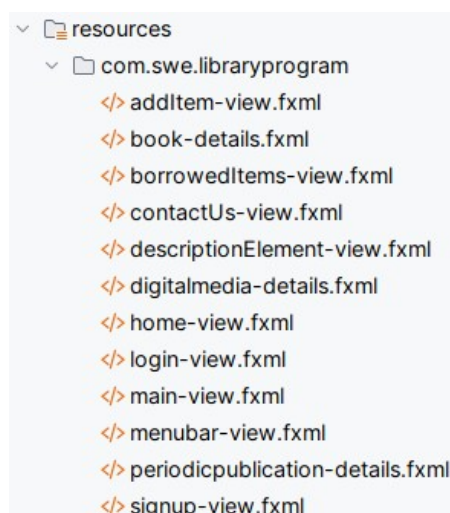 resources
com.swe.libraryprogram
</> addItem-view.fxml
</> book-details.fxml
</> borrowedItems-view.fxml
</> contactUs-view.fxml
</> descriptionElement-view.fxml
</> digitalmedia-details.fxml
</> home-view.fxml
</> login-view.fxml
</> main-view.fxml
</> menubar-view.fxml
</> periodicpublication-details.fxml
</> signup-view.fxml